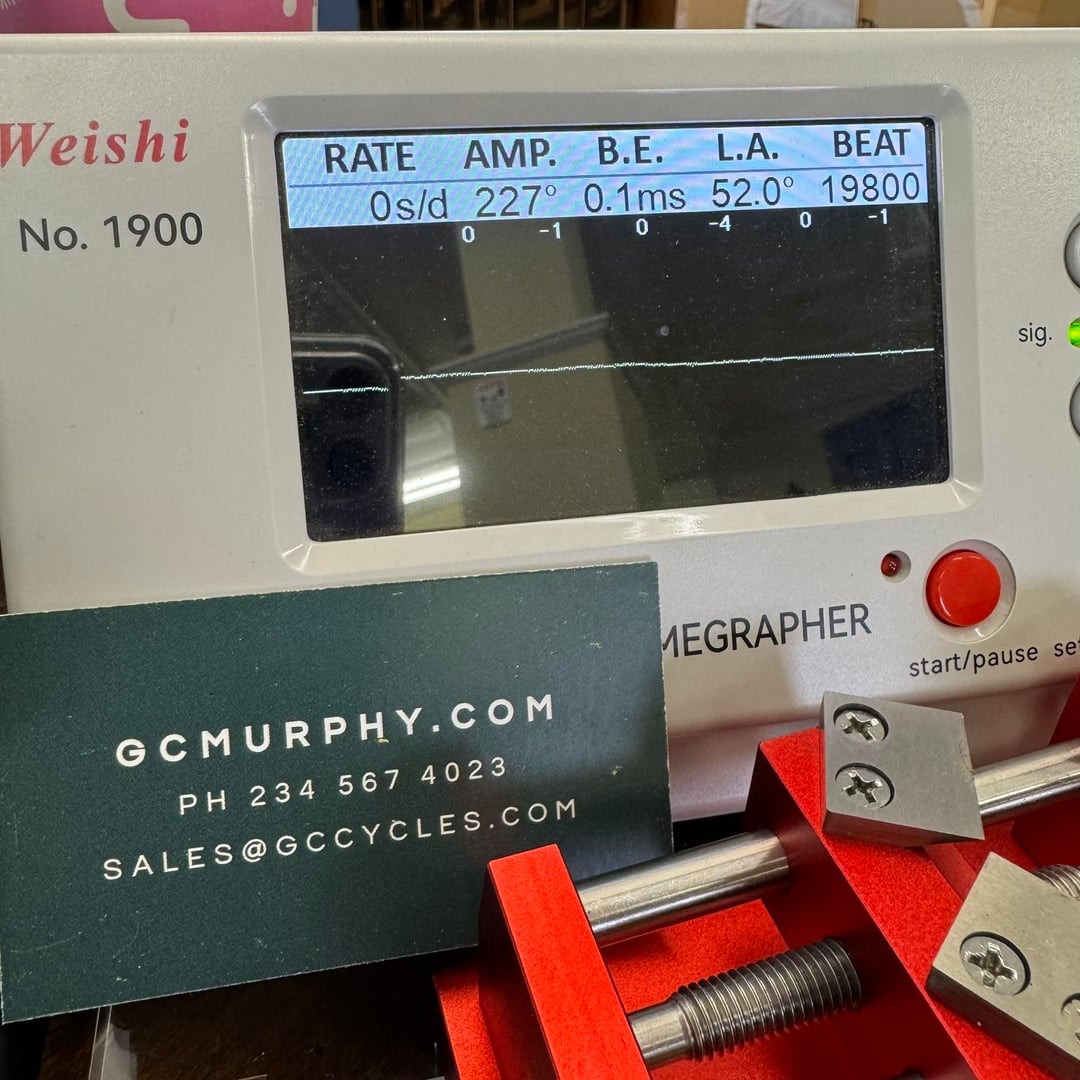 Weishi
No. 1900
RATE AMP. B.E. L.A. BEAT
0s/d 227° 0.1ms 52.0° 19800
0 -1 0 -4 0 -1
sig.
MEGRAPHER
start/pause set
GCMURPHY.COM
PH 234 567 4023
SALES@GCCYCLES.COM